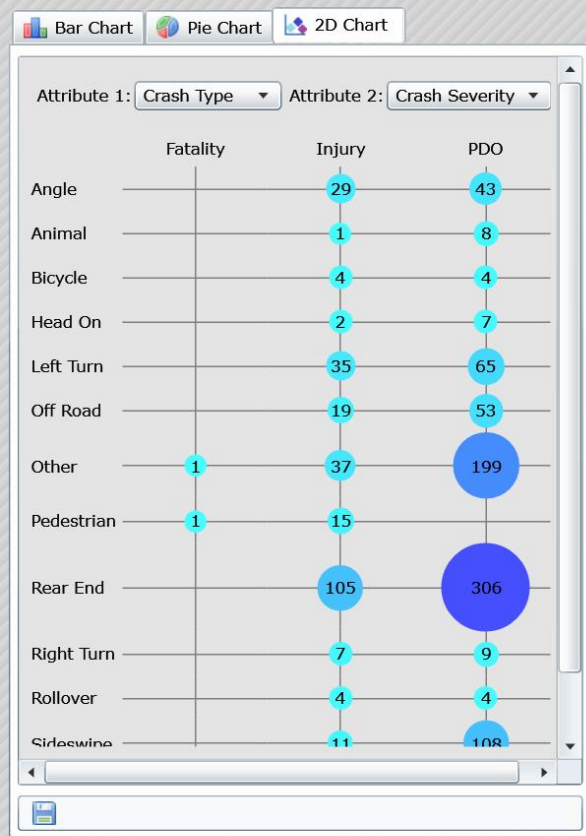 Bar Chart Pie Chart 2D Chart
Attribute 1: Crash Type Attribute 2: Crash Severity
Fatality Injury PDO
Angle 29 43
Animal 1 8
Bicycle 4 4
Head On 2 7
Left Turn 35 65
Off Road 19 53
Other 1 37 199
Pedestrian 1 15
Rear End 105 306
Right Turn 7 9
Rollover 4 4
Sideswipe 11 108